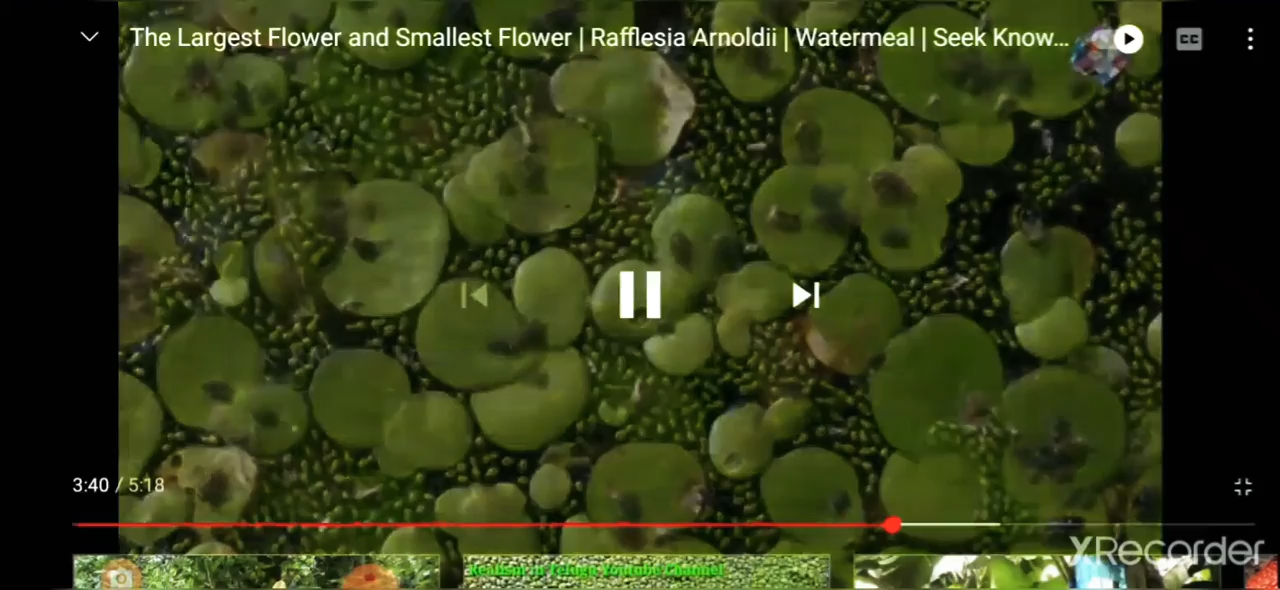 The Largest Flower and Smallest Flower | Rafflesia Arnoldii | Watermeal | Seek Know...
CC
3:40 / 5:18
XRecorder
Realism in Telugu Youtube Channel